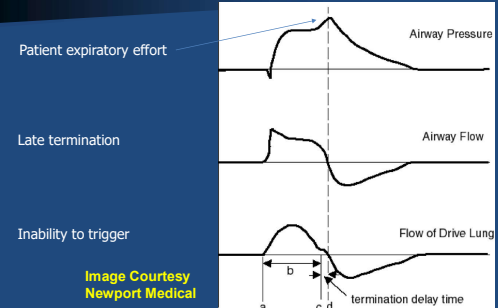 Patient expiratory effort
Airway Pressure
Late termination
Airway Flow
Inability to trigger
Flow of Drive Lung
b
Image Courtesy
Newport Medical
termination delay time
a
c d